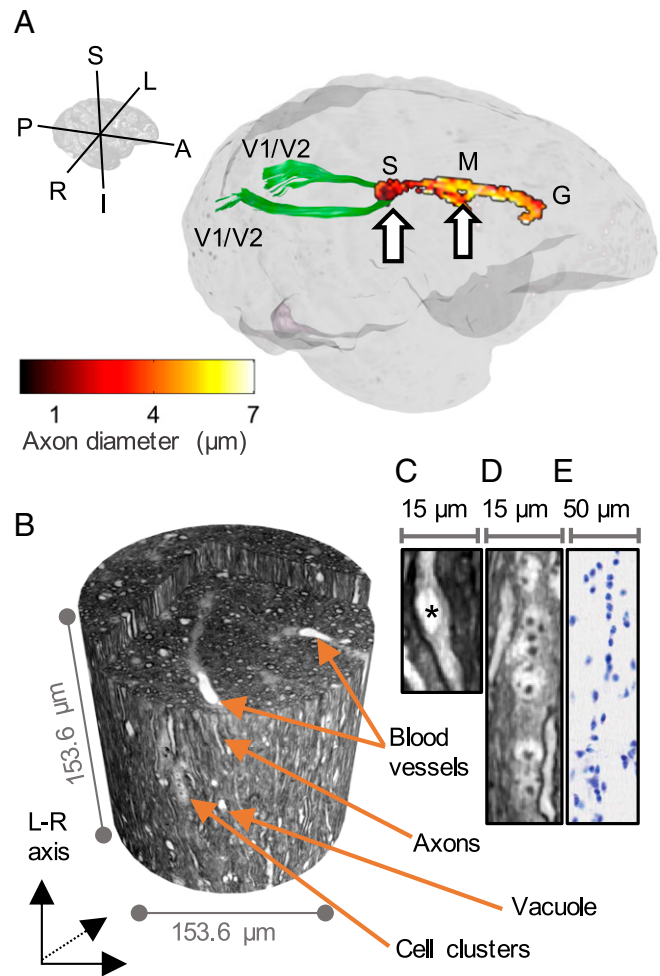 A
S
L
P
A
R
I
V1/V2
V1/V2
S
M
G
1
4
7
Axon diameter (µm)
B
153.6 µm
L-R
axis
153.6 µm
Blood
vessels
Axons
Vacuole
Cell clusters
C
D
E
15 µm
15 µm
50 µm
*